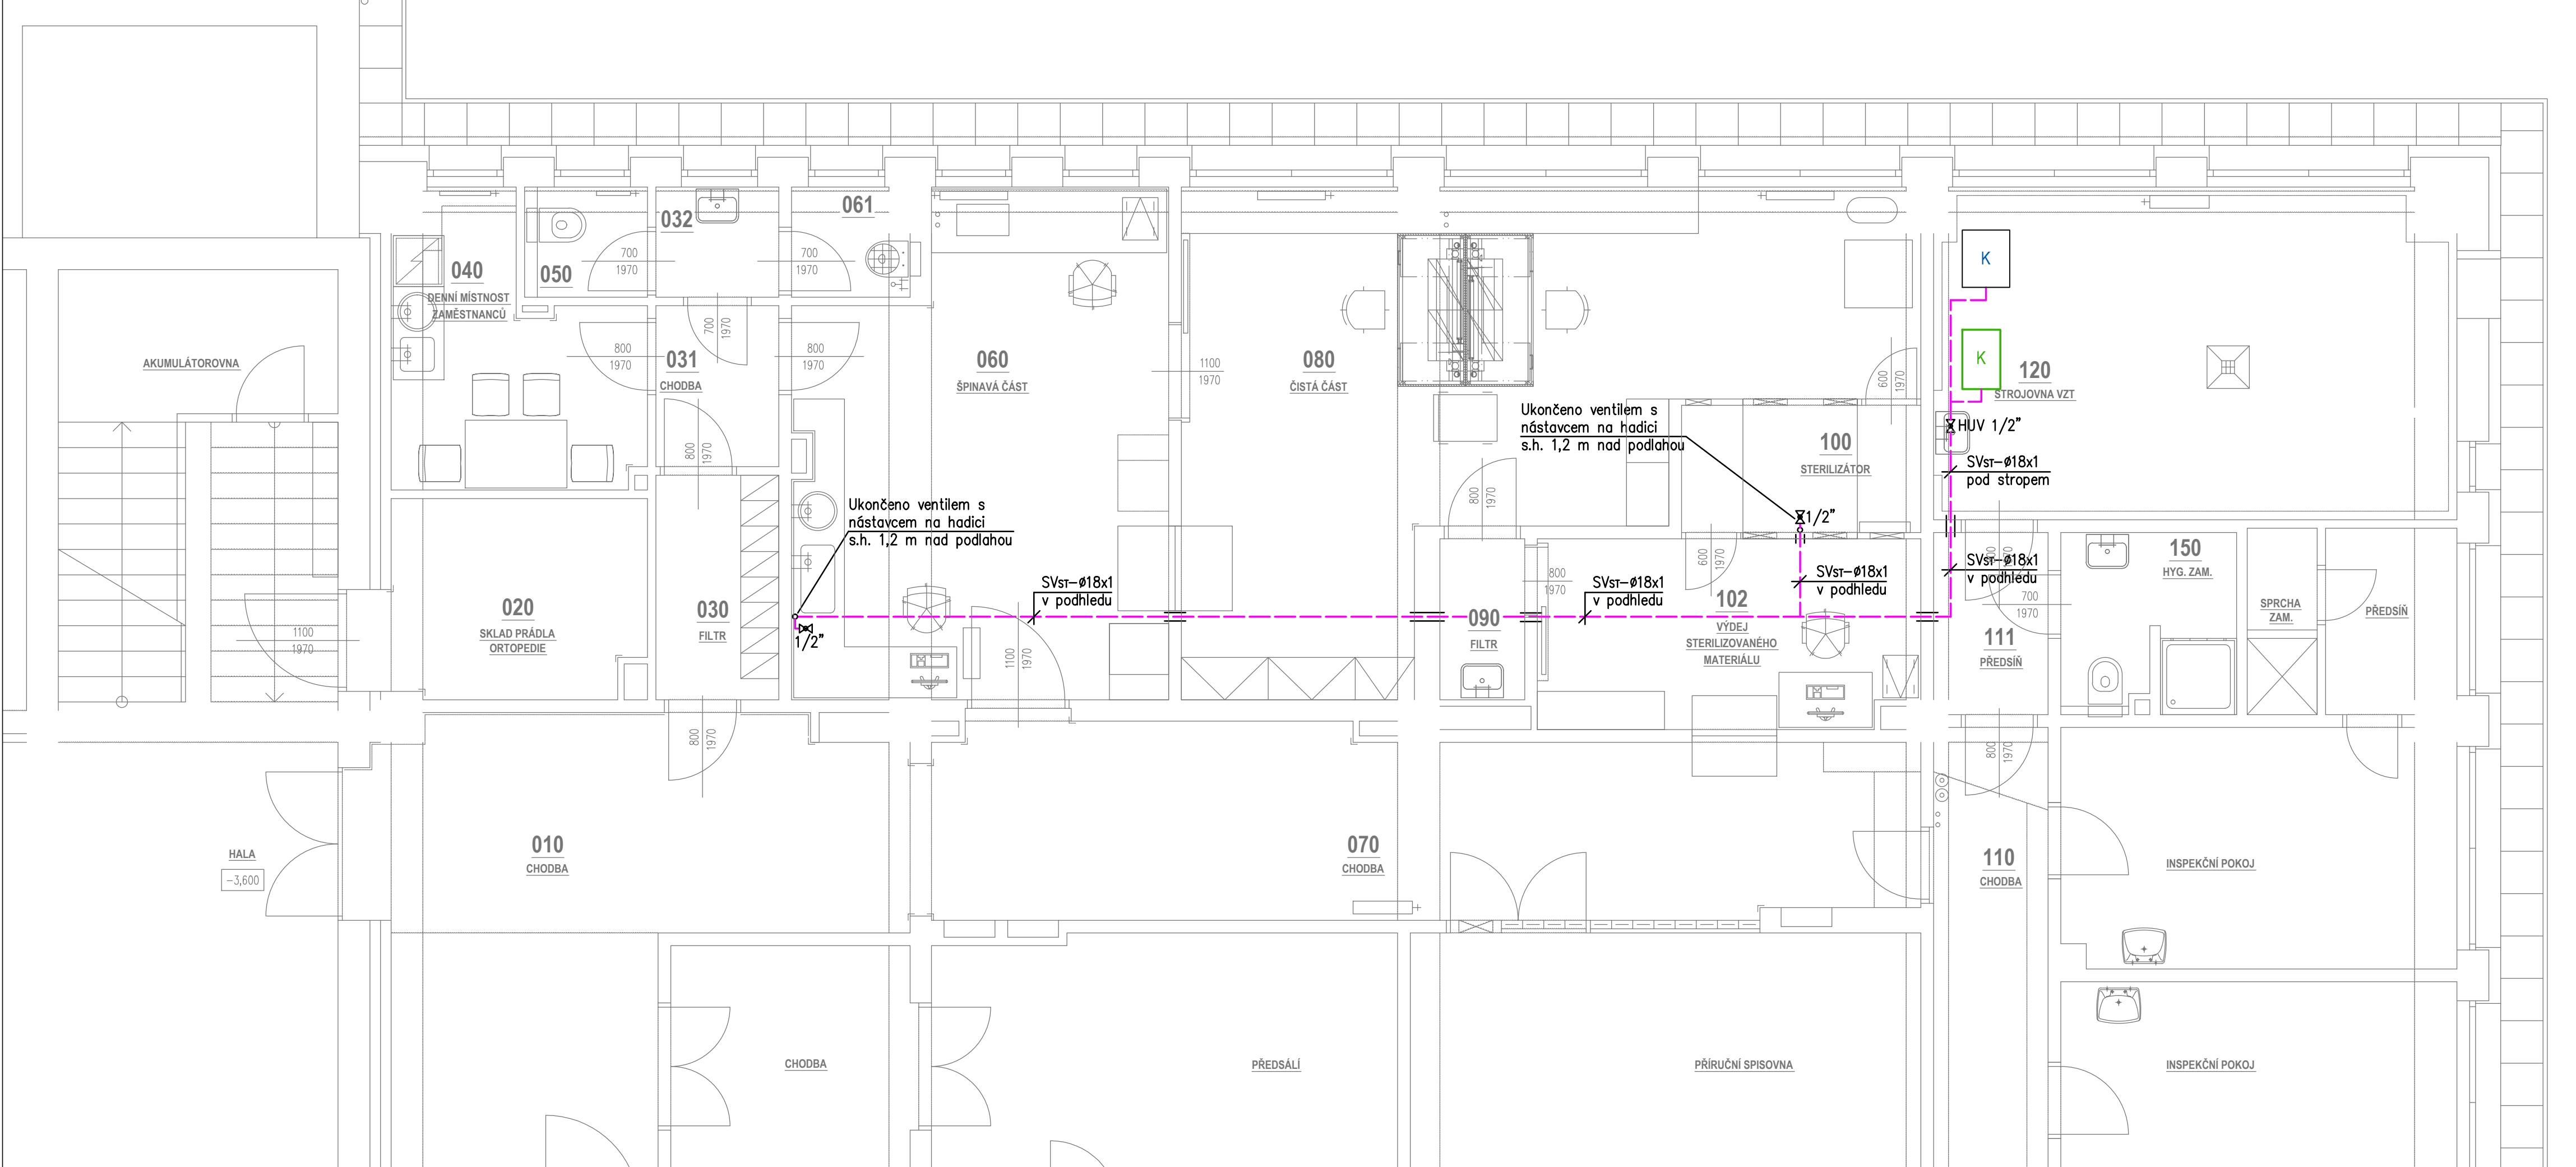 032
061
040
DENNÍ MÍSTNOST
ZAMĚSTNANCŮ
050
700
1970
700
1970
K
K
AKUMULÁTOROVNA
800
1970
031
CHODBA
700
1970
800
1970
060
ŠPINAVÁ ČÁST
1100
1970
080
ČISTÁ ČÁST
600
1970
120
STROJOVNA VZT
Ukončeno ventilem s
nástavcem na hadici
s.h. 1,2 m nad podlahou
HUV 1/2"
100
STERILIZÁTOR
800
1970
SVST-ø18x1
pod stropem
800
1970
Ukončeno ventilem s
nástavcem na hadici
s.h. 1,2 m nad podlahou
1/2"
150
HYG. ZAM.
SVST-ø18x1
v podhledu
800
1970
600
1970
SVST-ø18x1
v podhledu
SVST-ø18x1
v podhledu
SVST-ø18x1
v podhledu
700
1970
020
SKLAD PRÁDLA
ORTOPEDIE
030
FILTR
090
FILTR
102
VÝDEJ
STERILIZOVANÉHO
MATERIÁLU
SPRCHA
ZAM.
PŘEDSÍŇ
1100
1970
1/2"
1100
1970
111
PŘEDSÍŇ
800
1970
800
1970
HALA
-3,600
010
CHODBA
070
CHODBA
110
CHODBA
INSPEKČNÍ POKOJ
CHODBA
PŘEDSÁLÍ
PŘÍRUČNÍ SPISOVNA
INSPEKČNÍ POKOJ